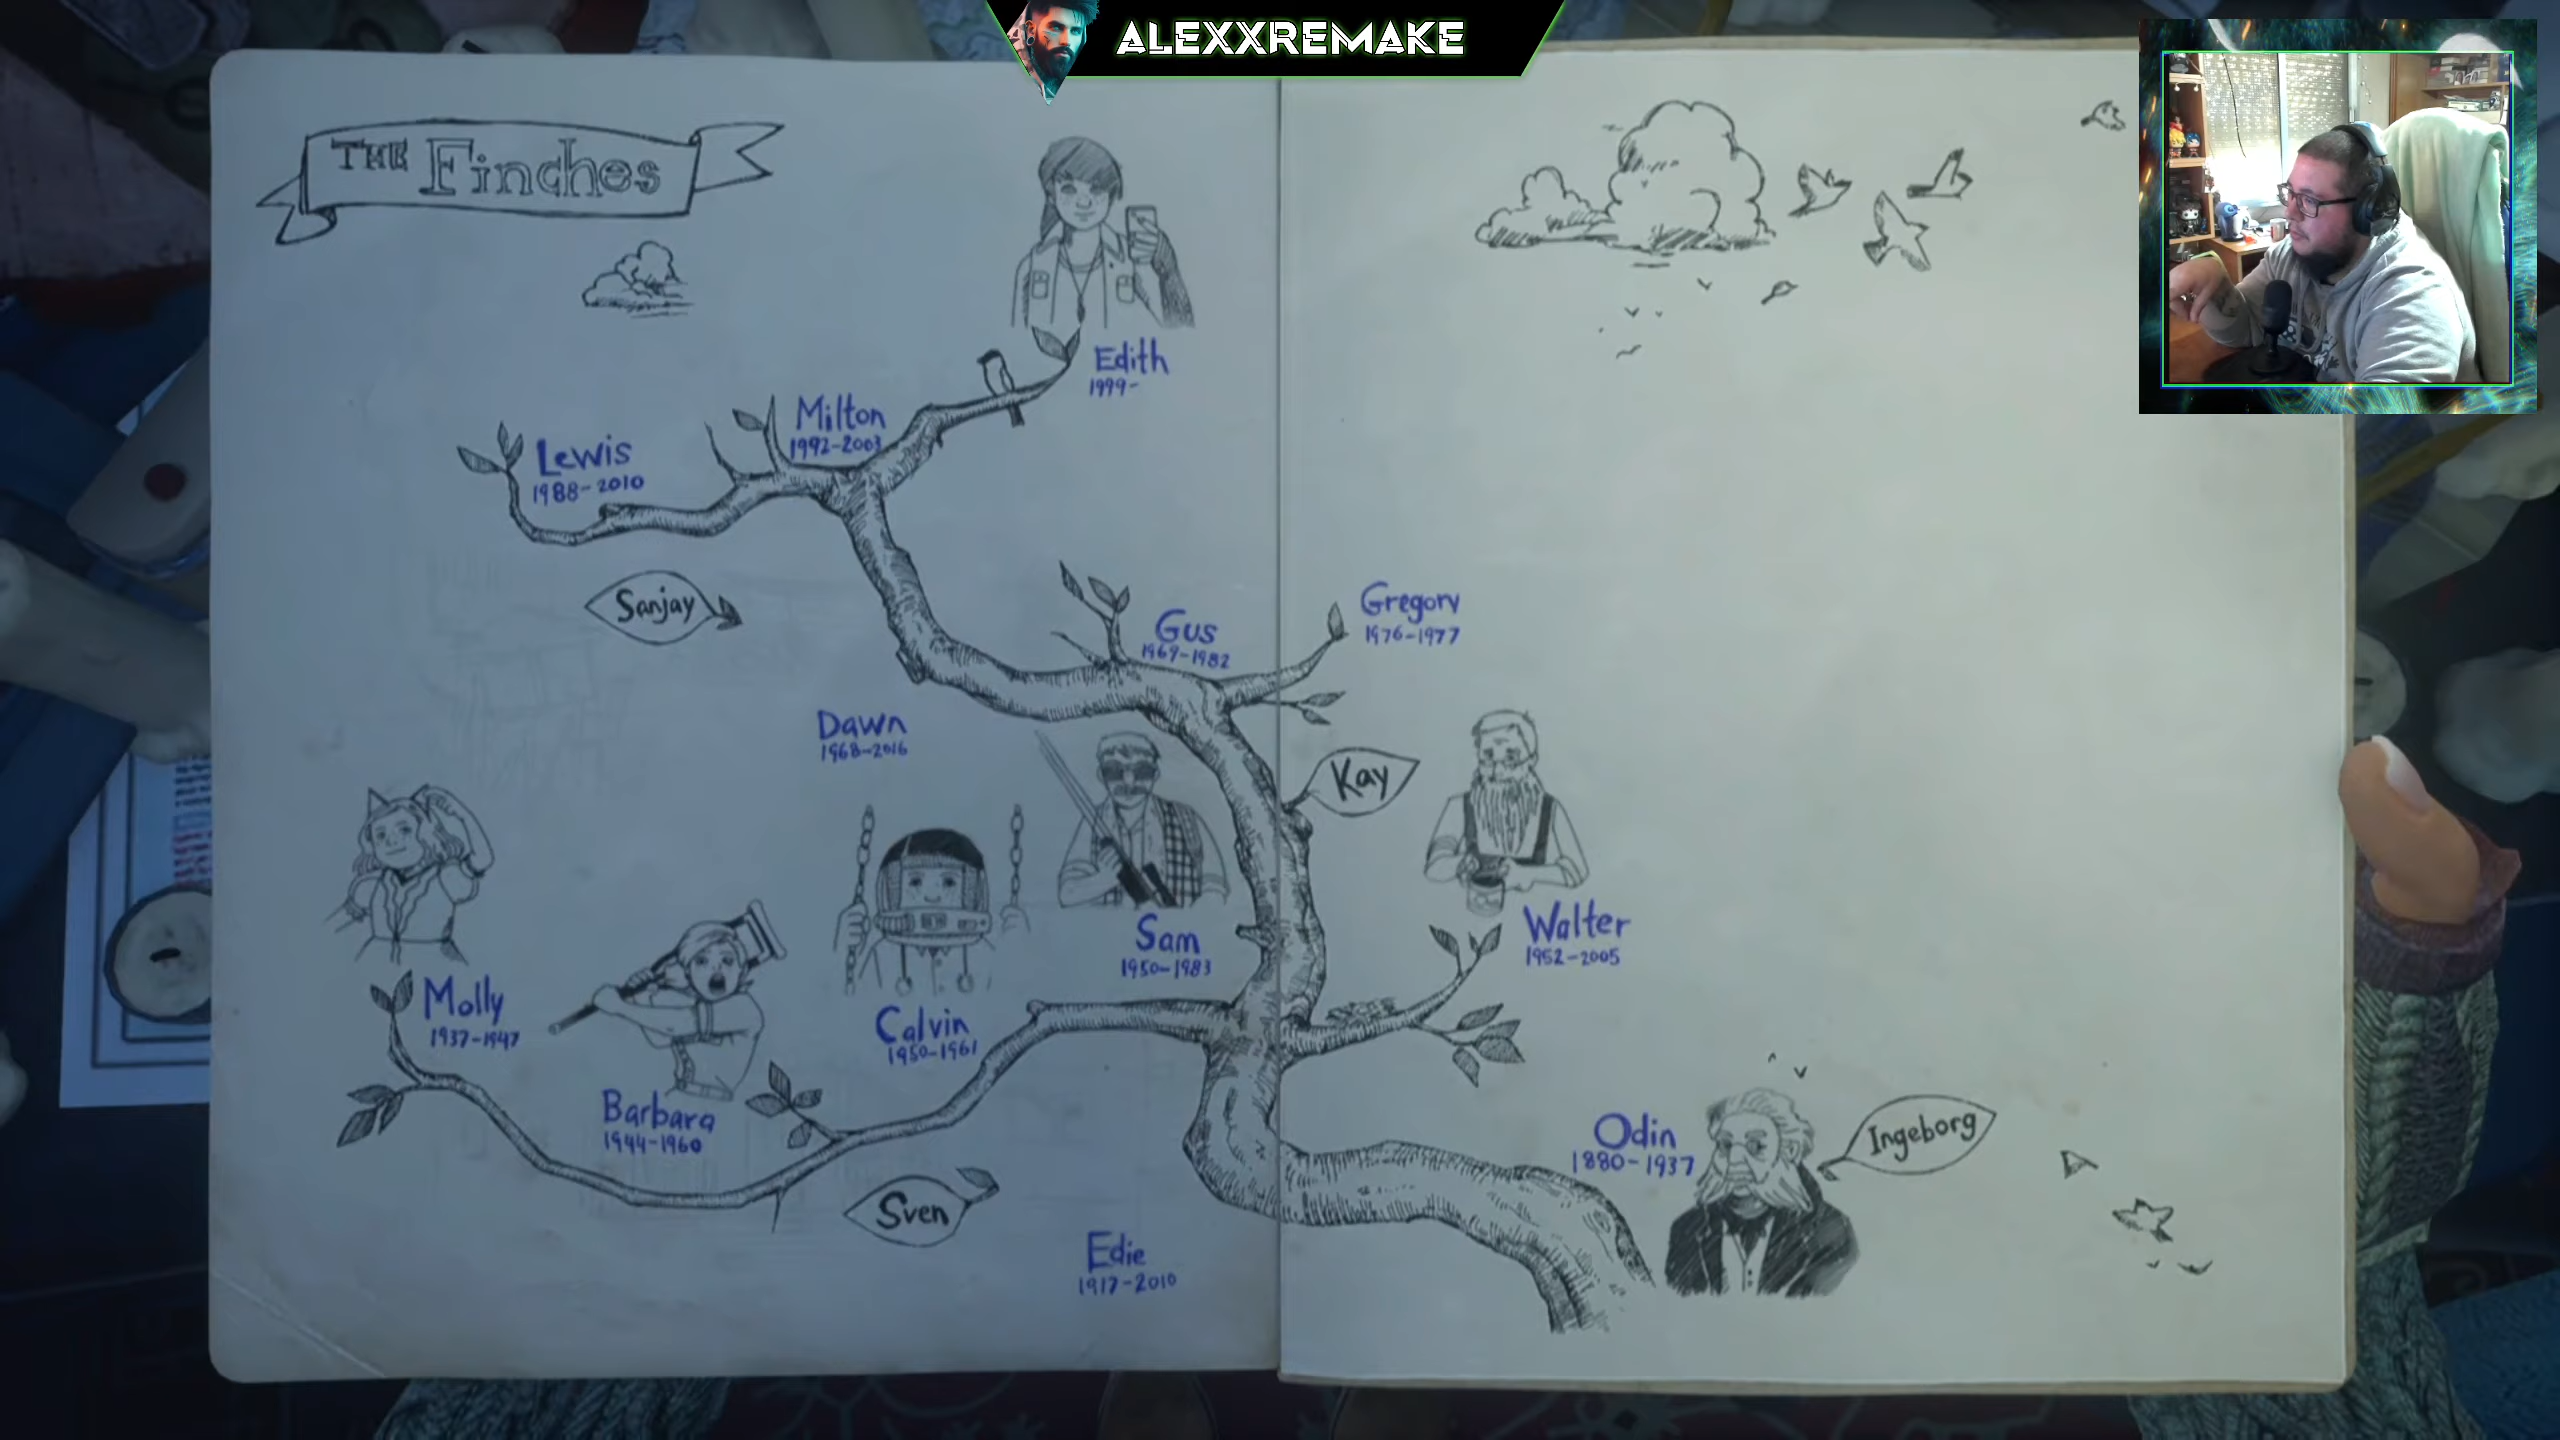 ALEXXREMAKE
THE Finches
Edith
1999-
Milton
1992-2003
Lewis
1988-2010
Sanjay
Gregory
1976-1977
Gus
1969-1982
Dawn
1968-2016
Kay
Walter
1952-2005
Sam
1950-1983
Calvin
1950-1961
Molly
1937-1947
Barbara
1944-1960
Sven
Odin
1880-1937
Ingeborg
Edie
1917-2010